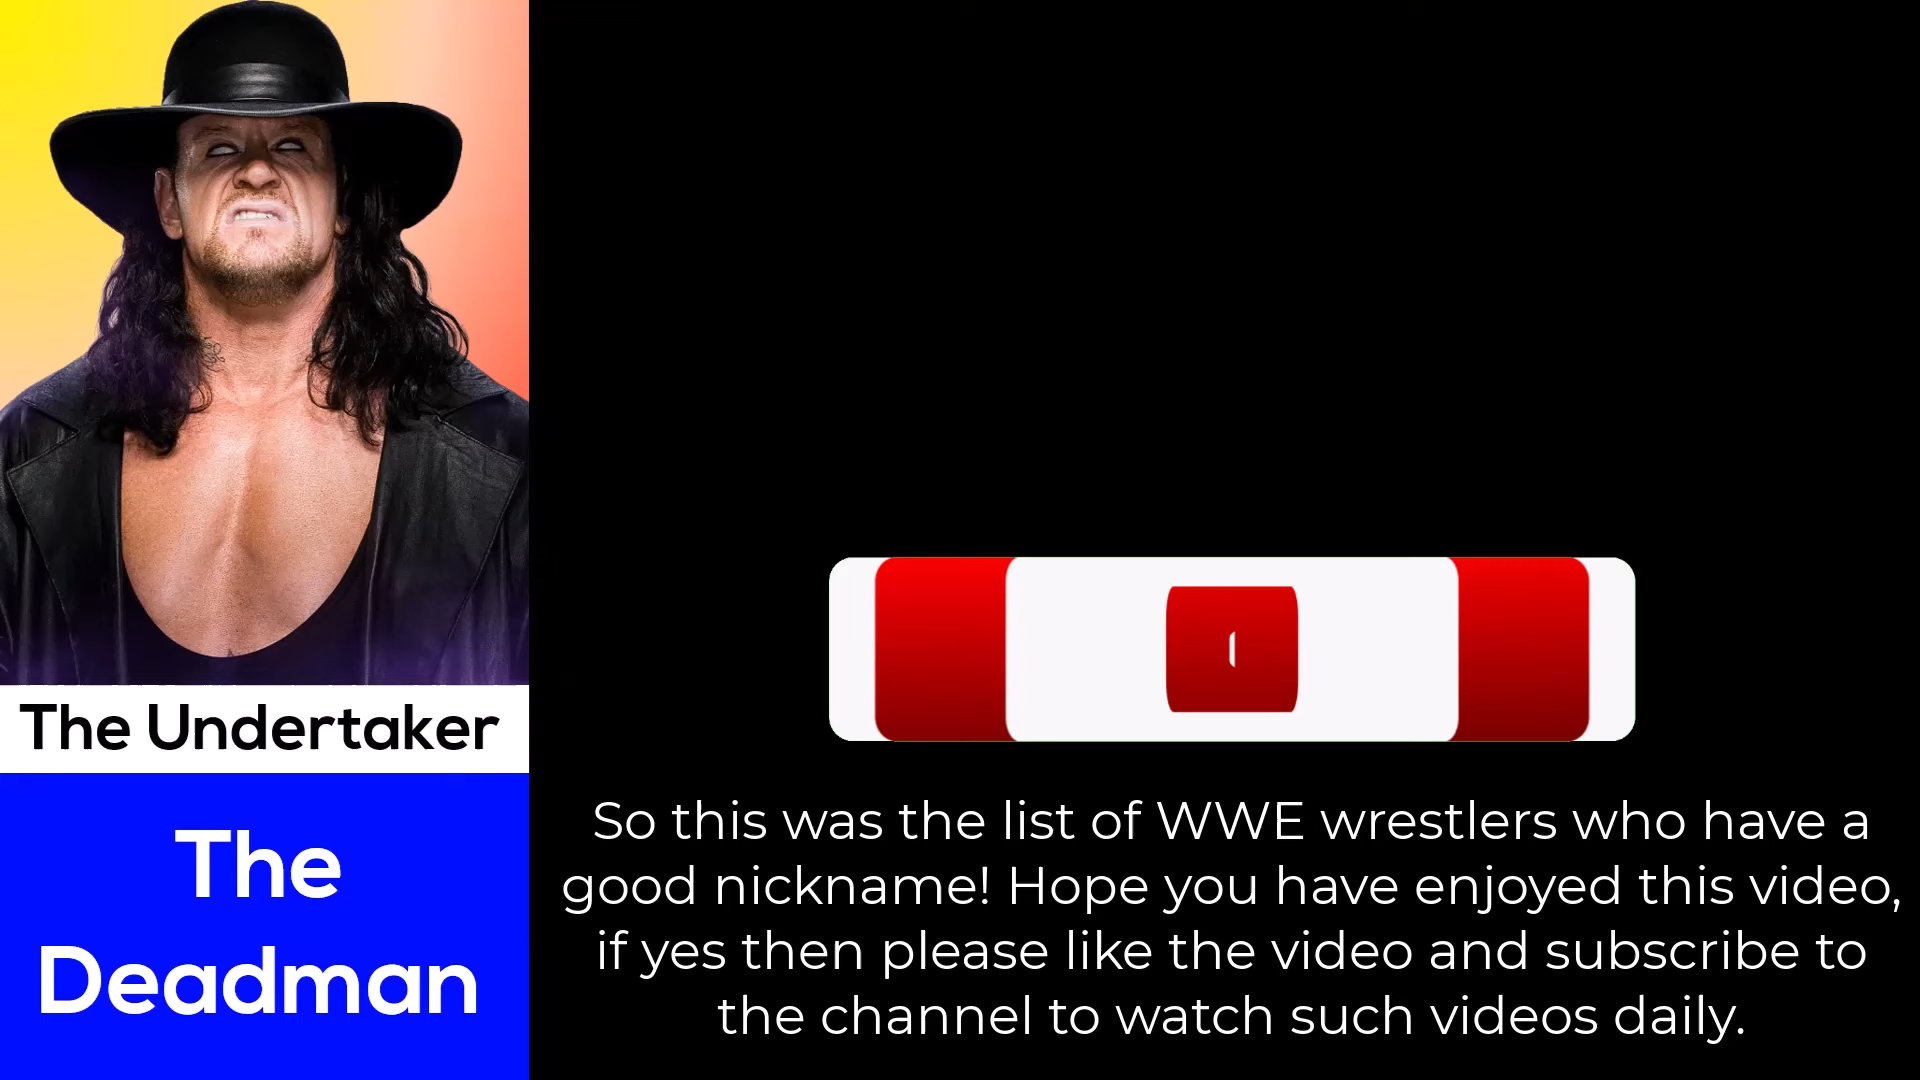 The Undertaker
The
Deadman
So this was the list of WWE wrestlers who have a
good nickname! Hope you have enjoyed this video,
if yes then please like the video and subscribe to
the channel to watch such videos daily.